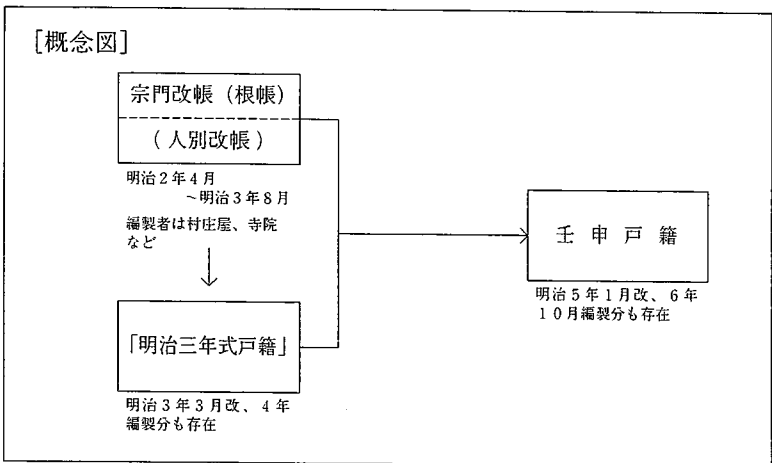 [概念図]
宗門改帳（根帳）
（人別改帳）
明治２年４月
～明治３年８月
編製者は村庄屋、寺院
など
「明治三年式戸籍」
明治３年３月改、４年
編製分も存在
壬申戸籍
明治５年１月改、６年
１０月編製分も存在